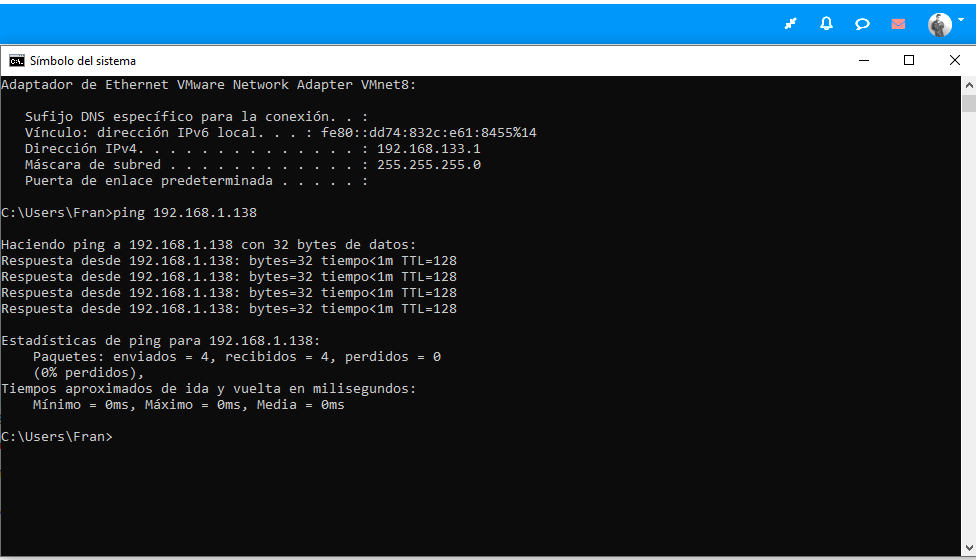 Símbolo del sistema
Adaptador de Ethernet VMware Network Adapter VMnet8:
Sufijo DNS específico para la conexión. . :
Vínculo: dirección IPv6 local. . . : fe80::dd74:832c:e61:8455%14
Dirección IPv4. . . . . . . . . . . . . . : 192.168.133.1
Máscara de subred . . . . . . . . . . . . : 255.255.255.0
Puerta de enlace predeterminada . . . . . :
C:\Users\Fran>ping 192.168.1.138
Haciendo ping a 192.168.1.138 con 32 bytes de datos:
Respuesta desde 192.168.1.138: bytes=32 tiempo<1m TTL=128
Respuesta desde 192.168.1.138: bytes=32 tiempo<1m TTL=128
Respuesta desde 192.168.1.138: bytes=32 tiempo<1m TTL=128
Respuesta desde 192.168.1.138: bytes=32 tiempo<1m TTL=128
Estadísticas de ping para 192.168.1.138:
Paquetes: enviados = 4, recibidos = 4, perdidos = 0
(0% perdidos),
Tiempos aproximados de ida y vuelta en milisegundos:
Mínimo = 0ms, Máximo = 0ms, Media = 0ms
C:\Users\Fran>